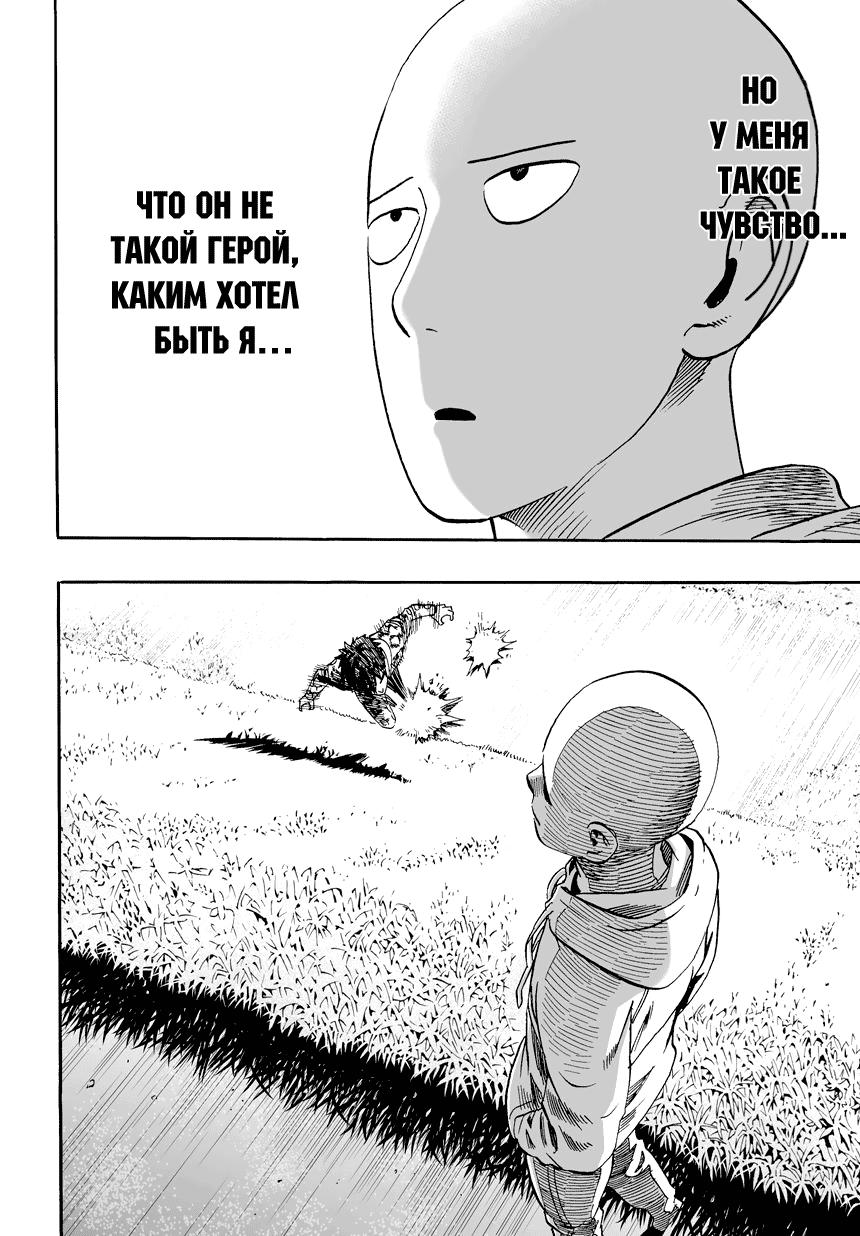 НО
У МЕНЯ
ТАКОЕ
ЧУВСТВО...
ЧТО ОН НЕ
ТАКОЙ ГЕРОЙ,
КАКИМ ХОТЕЛ
БЫТЬ Я...